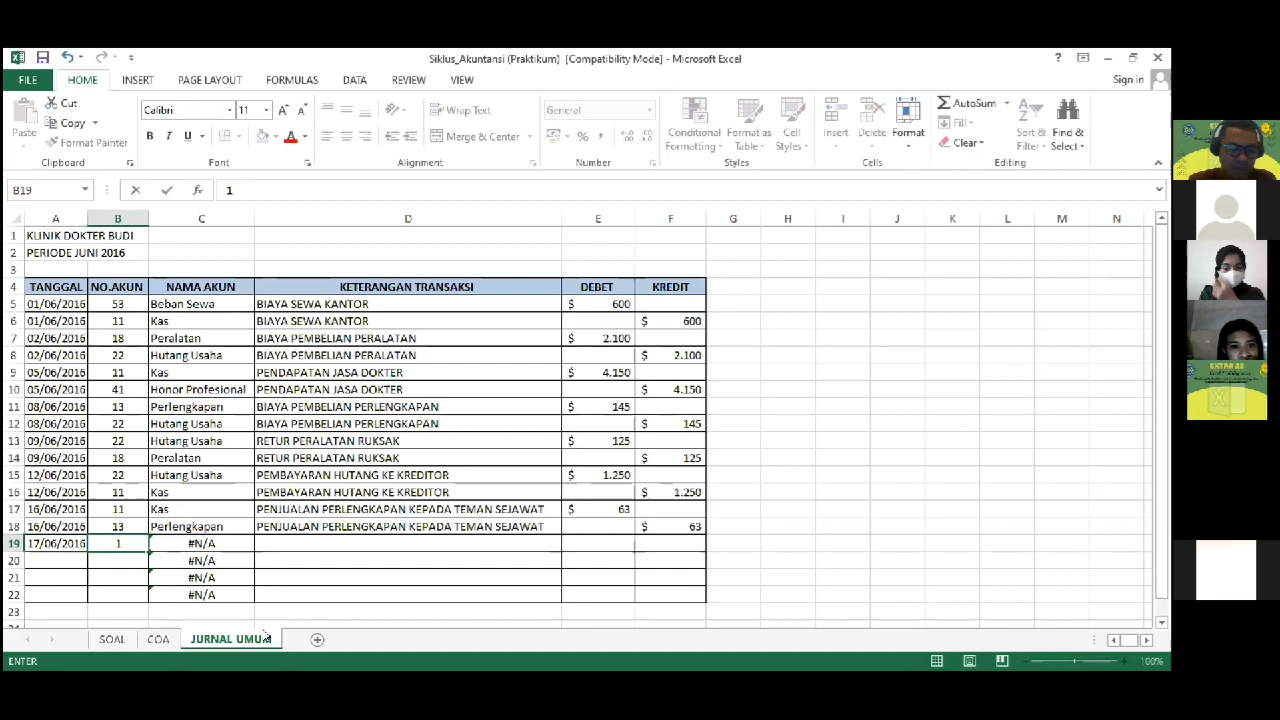 Siklus_Akuntansi (Praktikum) [Compatibility Mode] - Microsoft Excel
FILE HOME INSERT PAGE LAYOUT FORMULAS DATA REVIEW VIEW Sign in
Paste Cut Copy Format Painter
Calibri 11
B I U A
Wrap Text
Merge & Center
General
%
Conditional Formatting Format as Table Cell Styles
Insert Delete Format
AutoSum Fill Clear
Sort & Filter Find & Select
Clipboard Font Alignment Number Styles Cells Editing
B19 fx 1
A B C D E F G H I J K L M N
1 KLINIK DOKTER BUDI
2 PERIODE JUNI 2016
3
4 TANGGAL NO.AKUN NAMA AKUN KETERANGAN TRANSAKSI DEBET KREDIT
5 01/06/2016 53 Beban Sewa BIAYA SEWA KANTOR $ 600
6 01/06/2016 11 Kas BIAYA SEWA KANTOR $ 600
7 02/06/2016 18 Peralatan BIAYA PEMBELIAN PERALATAN $ 2.100
8 02/06/2016 22 Hutang Usaha BIAYA PEMBELIAN PERALATAN $ 2.100
9 05/06/2016 11 Kas PENDAPATAN JASA DOKTER $ 4.150
10 05/06/2016 41 Honor Profesional PENDAPATAN JASA DOKTER $ 4.150
11 08/06/2016 13 Perlengkapan BIAYA PEMBELIAN PERLENGKAPAN $ 145
12 08/06/2016 22 Hutang Usaha BIAYA PEMBELIAN PERLENGKAPAN $ 145
13 09/06/2016 22 Hutang Usaha RETUR PERALATAN RUKSAK $ 125
14 09/06/2016 18 Peralatan RETUR PERALATAN RUKSAK $ 125
15 12/06/2016 22 Hutang Usaha PEMBAYARAN HUTANG KE KREDITOR $ 1.250
16 12/06/2016 11 Kas PEMBAYARAN HUTANG KE KREDITOR $ 1.250
17 16/06/2016 11 Kas PENJUALAN PERLENGKAPAN KEPADA TEMAN SEJAWAT $ 63
18 16/06/2016 13 Perlengkapan PENJUALAN PERLENGKAPAN KEPADA TEMAN SEJAWAT $ 63
19 17/06/2016 1 #N/A
20 #N/A
21 #N/A
22 #N/A
23
SOAL COA JURNAL UMUM
ENTER 100%